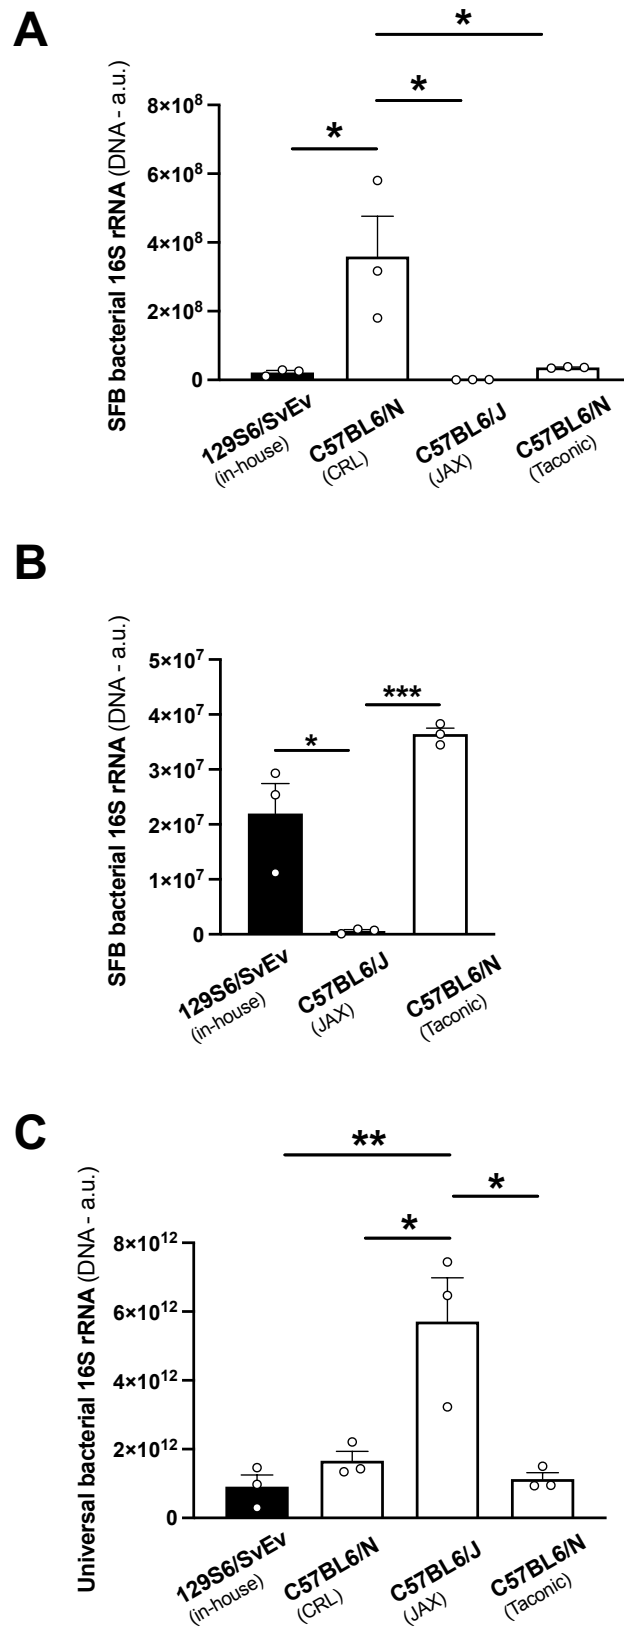 A
*
*
*
SFB bacterial 16S rRNA (DNA - a.u.)
8×10⁸
6×10⁸
4×10⁸
2×10⁸
0
129S6/SvEv
(in-house)
C57BL6/N
(CRL)
C57BL6/J
(JAX)
C57BL6/N
(Taconic)
B
SFB bacterial 16S rRNA (DNA - a.u.)
5×10⁷
4×10⁷
3×10⁷
2×10⁷
1×10⁷
0
*
***
129S6/SvEv
(in-house)
C57BL6/J
(JAX)
C57BL6/N
(Taconic)
C
**
*
*
Universal bacterial 16S rRNA (DNA - a.u.)
8×10¹²
6×10¹²
4×10¹²
2×10¹²
0
129S6/SvEv
(in-house)
C57BL6/N
(CRL)
C57BL6/J
(JAX)
C57BL6/N
(Taconic)